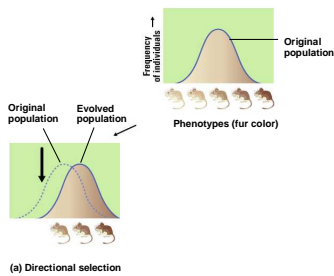 Frequency
of individuals
Original
population
Phenotypes (fur color)
Original
population
Evolved
population
(a) Directional selection